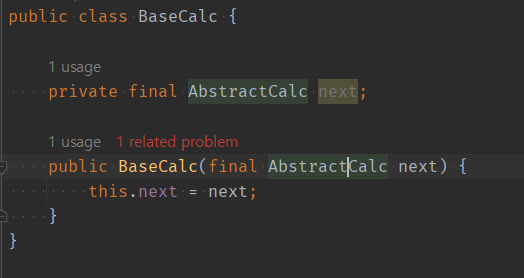 public class BaseCalc {
1 usage
private final AbstractCalc next;
1 usage 1 related problem
public BaseCalc(final AbstractCalc next) {
this.next = next;
}
}